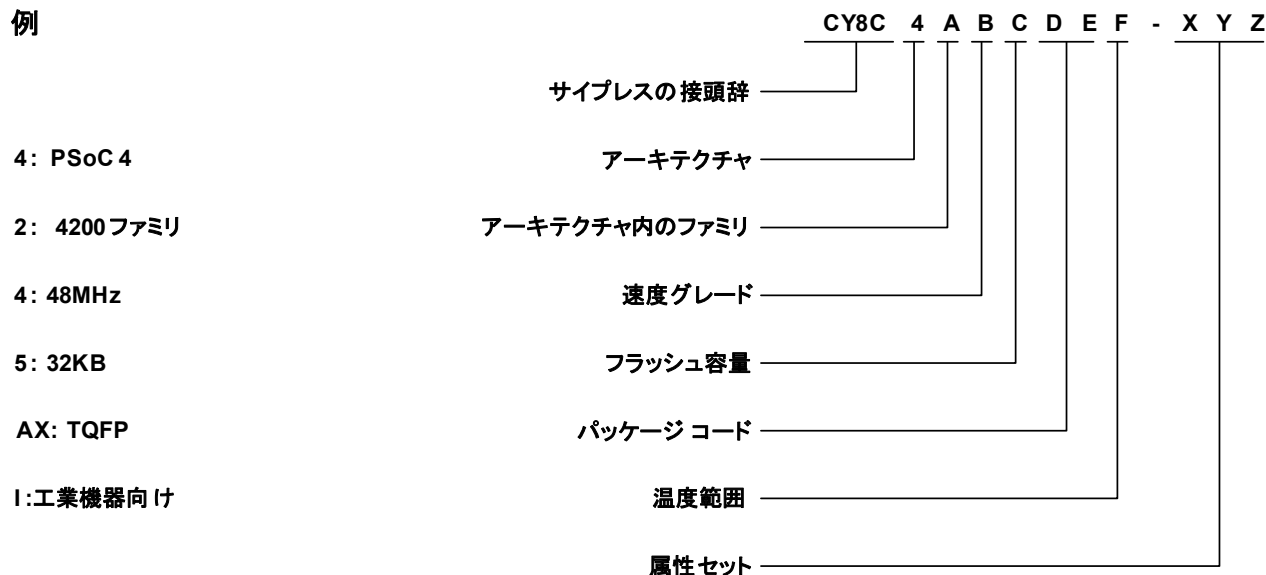 例 CY8C 4 A B C D E F - X Y Z
サイプレスの接頭辞
4: PSoC 4 アーキテクチャ
2: 4200ファミリ アーキテクチャ内のファミリ
4: 48MHz 速度グレード
5: 32KB フラッシュ容量
AX: TQFP パッケージ コード
I:工業機器向け 温度範囲
属性セット